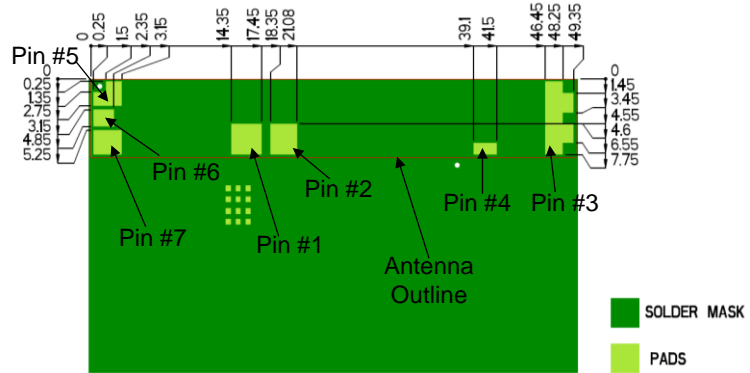 0
0.25
1.5
2.35
3.15
14.35
17.45
18.35
21.08
39.1
41.5
46.45
48.25
49.35
Pin #5
0
0.25
1.35
2.75
3.15
4.85
5.25
0
1.45
3.45
4.55
4.6
6.55
7.75
Pin #6
Pin #7
Pin #1
Pin #2
Pin #4
Pin #3
Antenna
Outline
SOLDER MASK
PADS